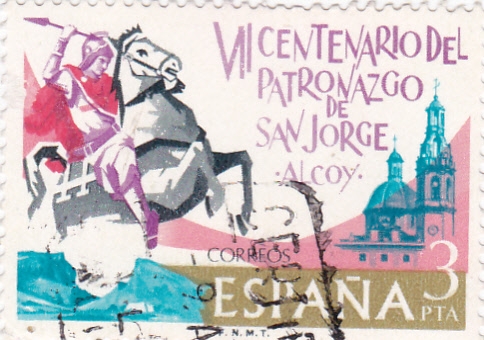 VII CENTENARIO DEL
PATRONAZGO
DE
SAN JORGE
·ALCOY·
CORREOS
3
ESPAÑA PTA
F.N.M.T.